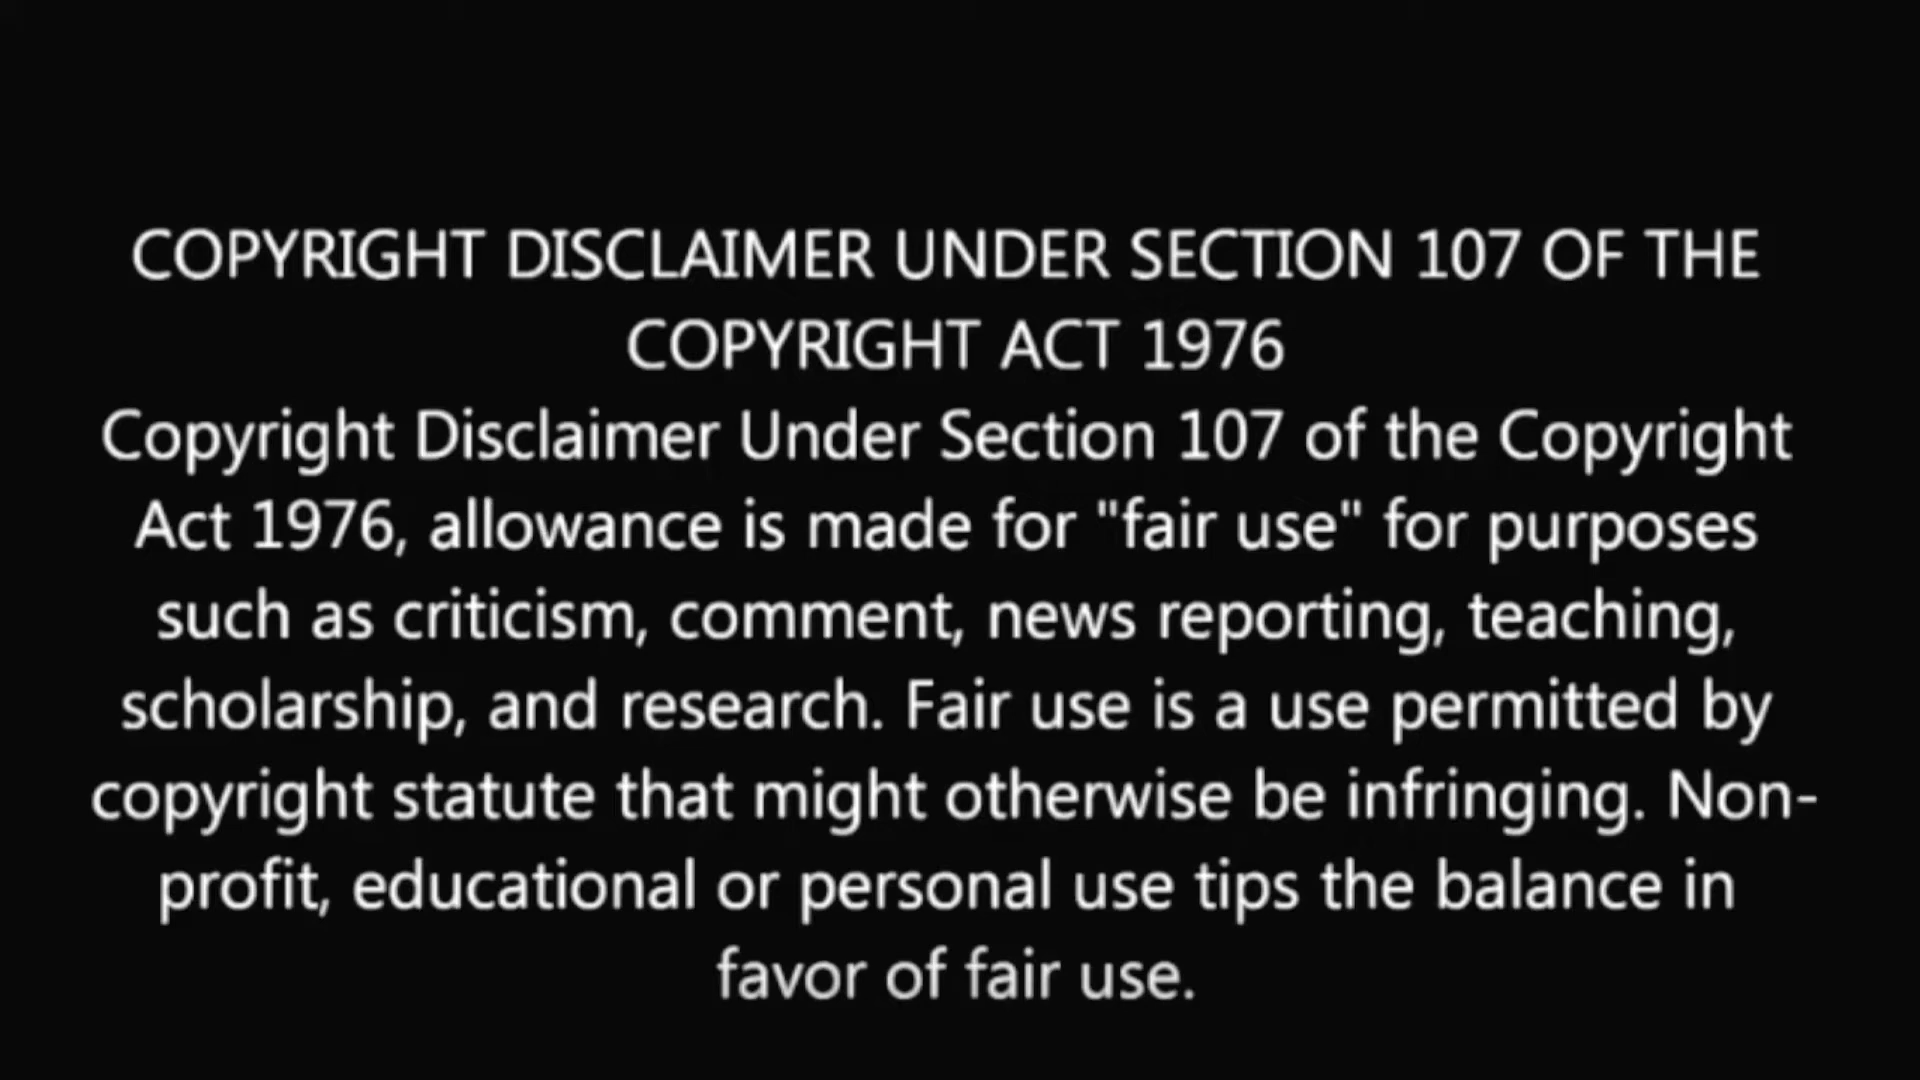 COPYRIGHT DISCLAIMER UNDER SECTION 107 OF THE
COPYRIGHT ACT 1976
Copyright Disclaimer Under Section 107 of the Copyright
Act 1976, allowance is made for "fair use" for purposes
such as criticism, comment, news reporting, teaching,
scholarship, and research. Fair use is a use permitted by
copyright statute that might otherwise be infringing. Non-
profit, educational or personal use tips the balance in
favor of fair use.